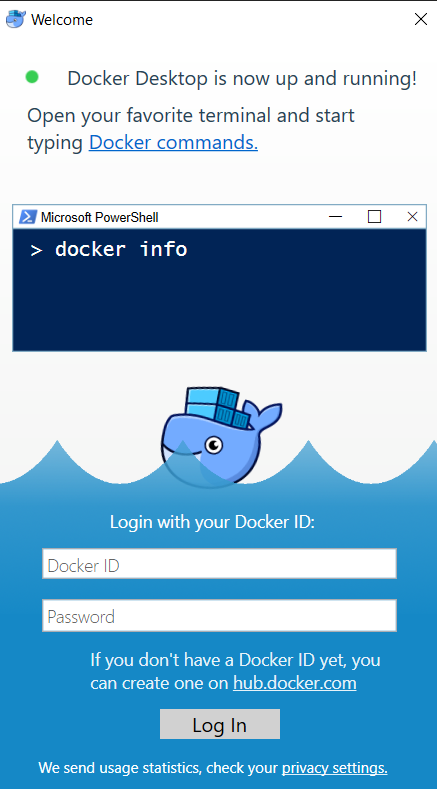 Welcome
Docker Desktop is now up and running!
Open your favorite terminal and start
typing Docker commands.
Microsoft PowerShell
> docker info
Login with your Docker ID:
Docker ID
Password
If you don't have a Docker ID yet, you
can create one on hub.docker.com
Log In
We send usage statistics, check your privacy settings.